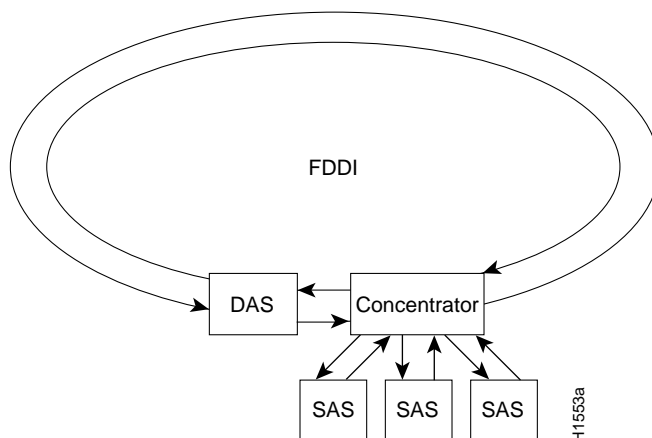 FDDI
DAS
Concentrator
SAS
SAS
SAS
H1553a